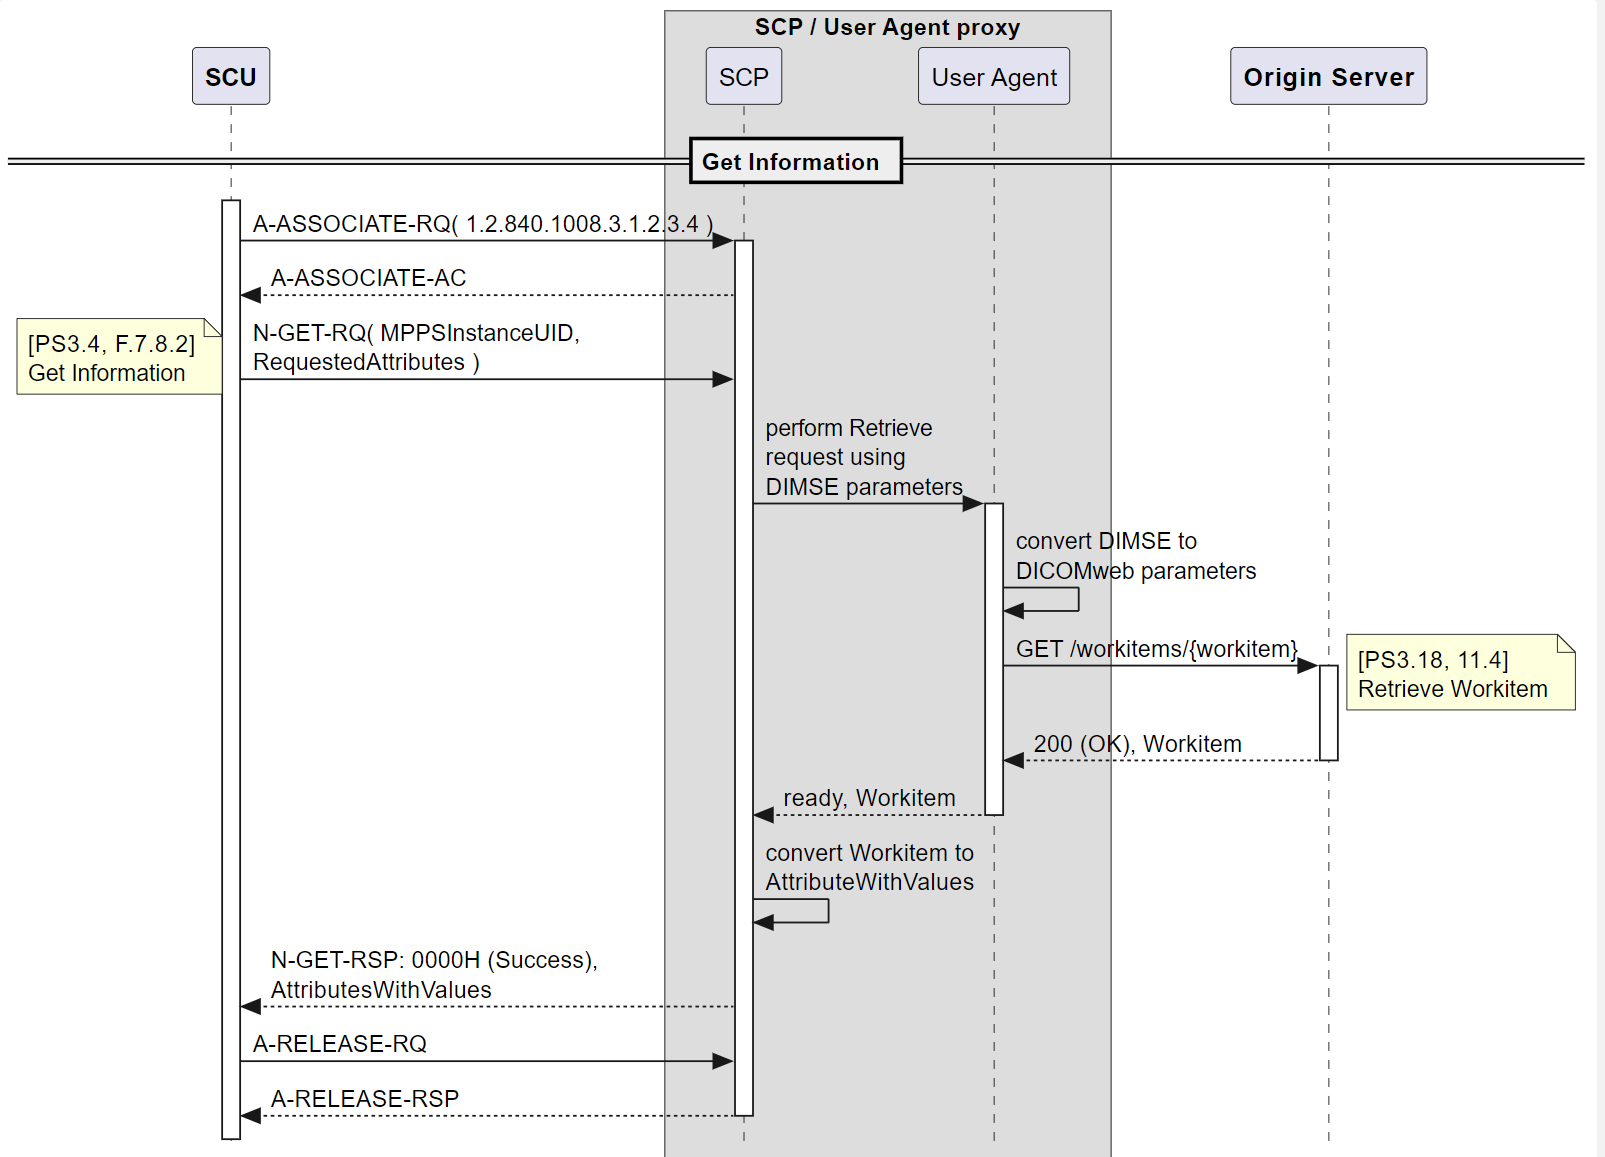 SCP / User Agent proxy
SCU
SCP
User Agent
Origin Server
Get Information
A-ASSOCIATE-RQ( 1.2.840.1008.3.1.2.3.4 )
A-ASSOCIATE-AC
[PS3.4, F.7.8.2]
Get Information
N-GET-RQ( MPPSInstanceUID,
RequestedAttributes )
perform Retrieve
request using
DIMSE parameters
convert DIMSE to
DICOMweb parameters
GET /workitems/{workitem}
[PS3.18, 11.4]
Retrieve Workitem
200 (OK), Workitem
ready, Workitem
convert Workitem to
AttributeWithValues
N-GET-RSP: 0000H (Success),
AttributesWithValues
A-RELEASE-RQ
A-RELEASE-RSP